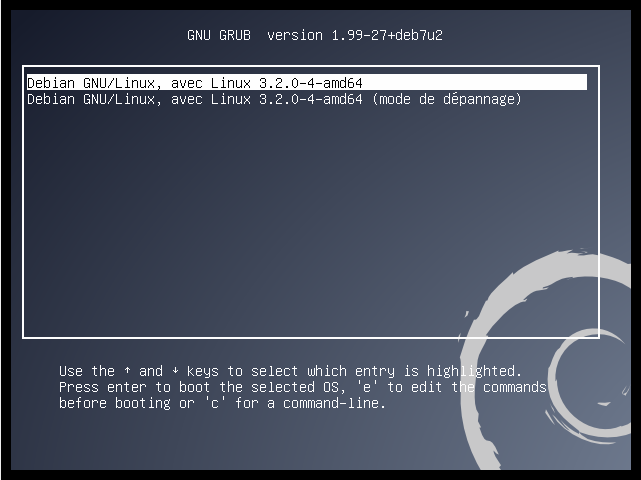 GNU GRUB  version 1.99-27+deb7u2
Debian GNU/Linux, avec Linux 3.2.0-4-amd64
Debian GNU/Linux, avec Linux 3.2.0-4-amd64 (mode de dépannage)
Use the ↑ and ↓ keys to select which entry is highlighted.
Press enter to boot the selected OS, 'e' to edit the commands
before booting or 'c' for a command-line.